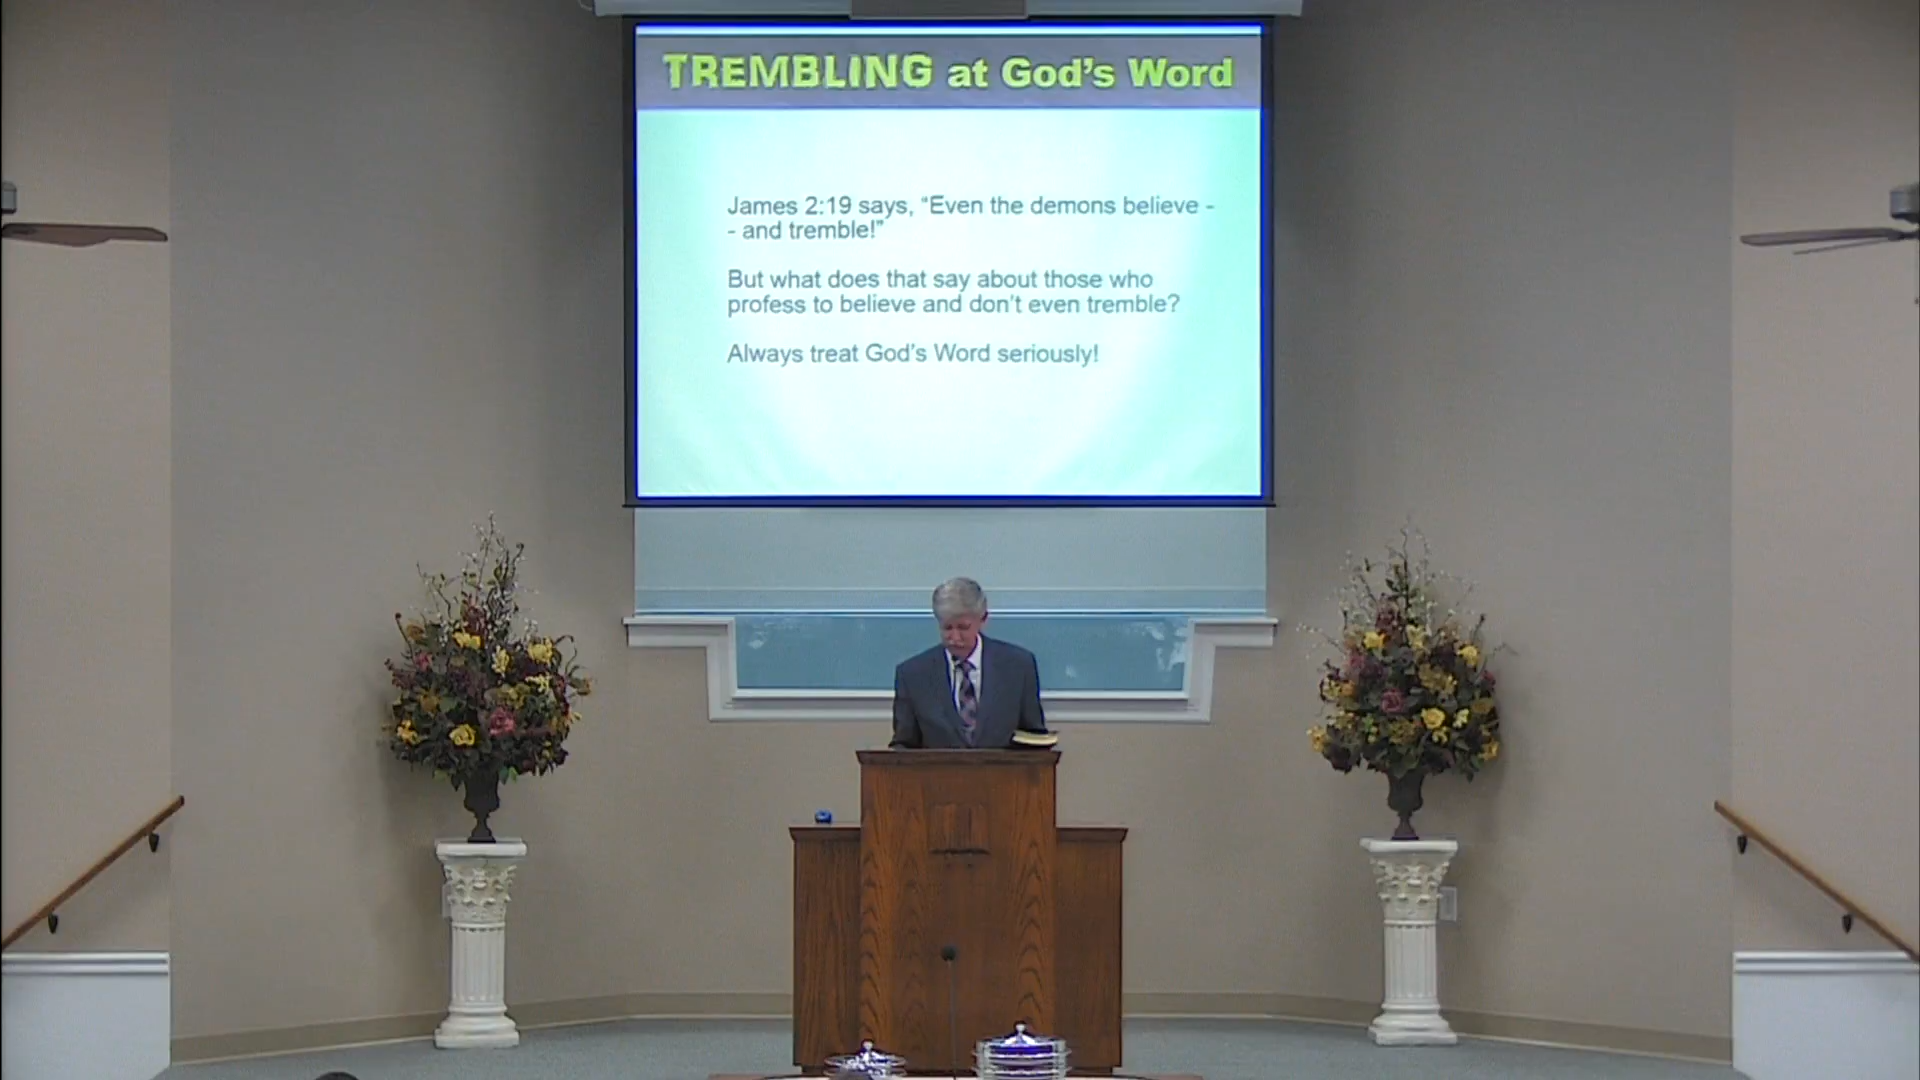 TREMBLING at God's Word
James 2:19 says, “Even the demons believe -
- and tremble!”
But what does that say about those who
profess to believe and don't even tremble?
Always treat God's Word seriously!